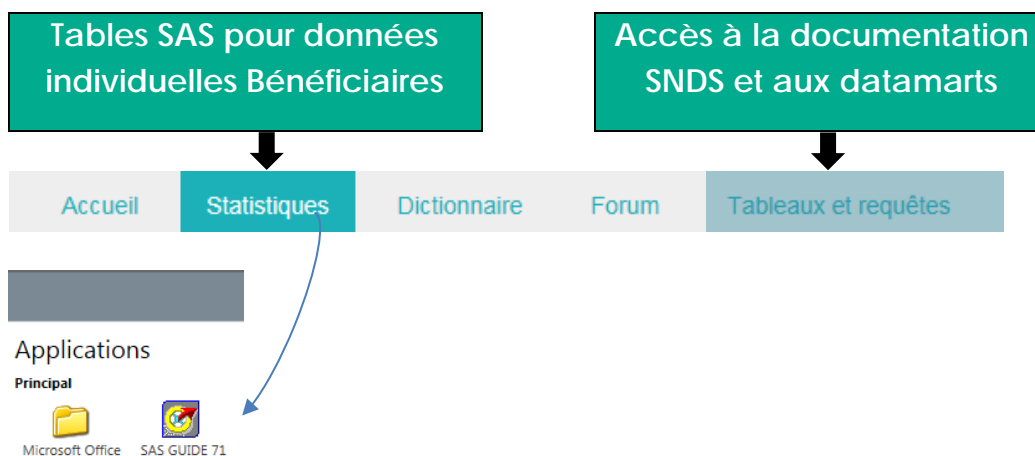 Tables SAS pour données
individuelles Bénéficiaires
Accès à la documentation
SNDS et aux datamarts
Accueil Statistiques Dictionnaire Forum Tableaux et requêtes
Applications
Principal
Microsoft Office SAS GUIDE 71